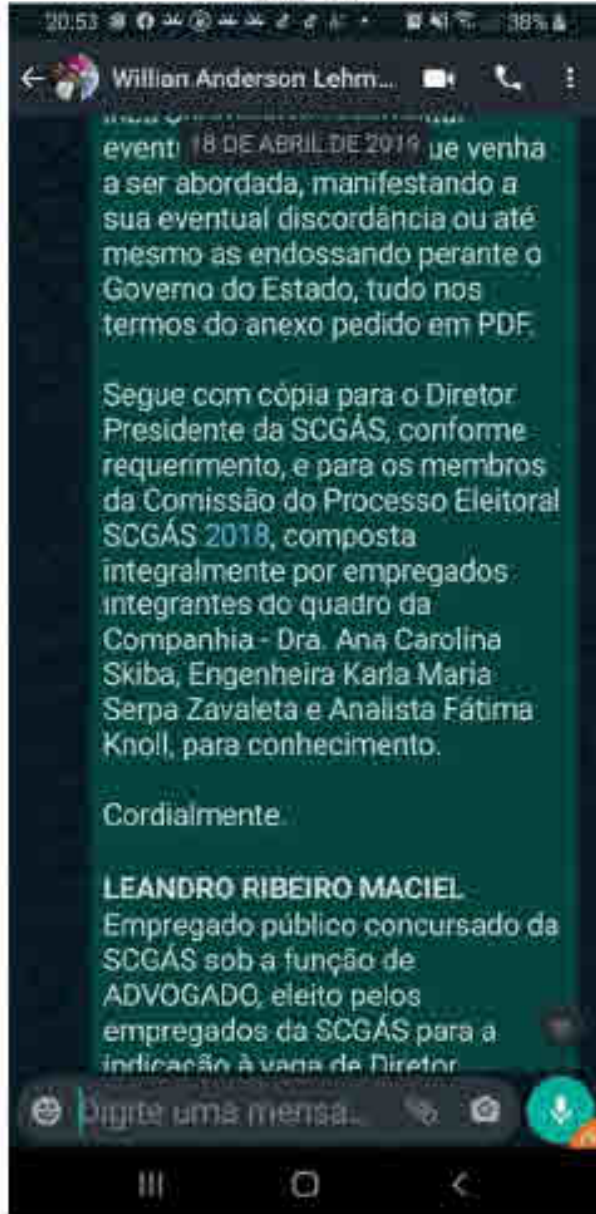 20:53
38%
Willian Anderson Lehm...
18 DE ABRIL DE 2019
ue venha
a ser abordada, manifestando a
sua eventual discordância ou até
mesmo as endossando perante o
Governo do Estado, tudo nos
termos do anexo pedido em PDF.
Segue com cópia para o Diretor
Presidente da SCGÁS, conforme
requerimento, e para os membros
da Comissão do Processo Eleitoral
SCGÁS 2018, composta
integralmente por empregados
integrantes do quadro da
Companhia - Dra. Ana Carolina
Skiba, Engenheira Karla Maria
Serpa Zavaleta e Analista Fátima
Knoll, para conhecimento.
Cordialmente.
LEANDRO RIBEIRO MACIEL
Empregado público concursado da
SCGÁS sob a função de
ADVOGADO, eleito pelos
empregados da SCGÁS para a
indicação à vaga de Diretor
Digite uma mensa...